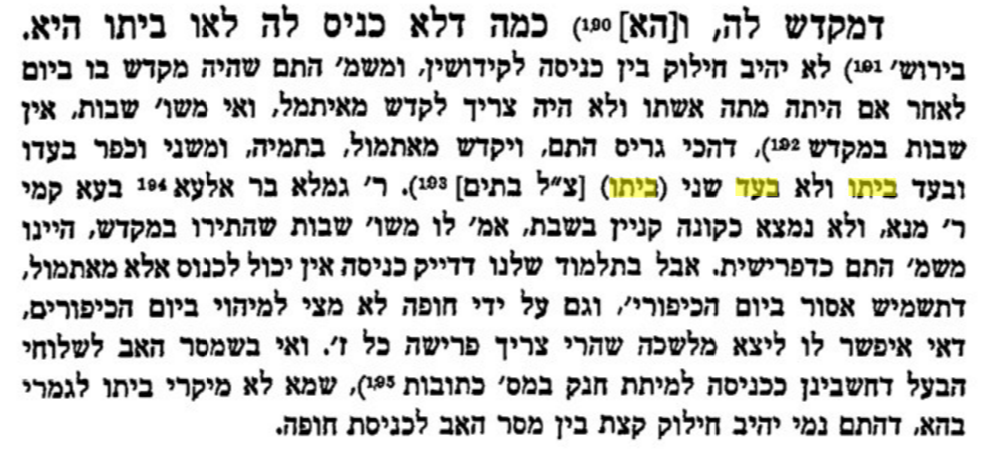 דמקדש לה, ו[הא] 190) כמה דלא כניס לה לאו ביתו היא.
בירוש׳ 191) לא יהיב חילוק בין כניסה לקידושין, ומשמ׳ התם שהיה מקדש בו ביום
לאחר אם היתה מתה אשתו ולא היה צריך לקדש מאיתמל, ואי משו׳ שבות, אין
שבות במקדש 192), דהכי גריס התם, ויקדש מאתמול, בתמיה, ומשני וכפר בעדו
ובעד ביתו ולא בעד שני (ביתו) [צ״ל בתים] 193). ר׳ גמלא בר אלעא 194 בעא קמי
ר׳ מנא, ולא נמצא כקונה קניין בשבת, אמ׳ לו משו׳ שבות שהתירו במקדש, היינו
משמ׳ התם כדפרישית. אבל בתלמוד שלנו דדייק כניסה אין יכול לכנוס אלא מאתמול,
דתשמיש אסור ביום הכיפורי׳, וגם על ידי חופה לא מצי למיהוי ביום הכיפורים,
דאי איפשר לו ליצא מלשכה שהרי צריך פרישה כל ז׳. ואי בשמסר האב לשלוחי
הבעל דחשבינן ככניסה למיתת חנק במס׳ כתובות 195), שמא לא מיקרי ביתו לגמרי
בהא, דהתם נמי יהיב חילוק קצת בין מסר האב לכניסת חופה.